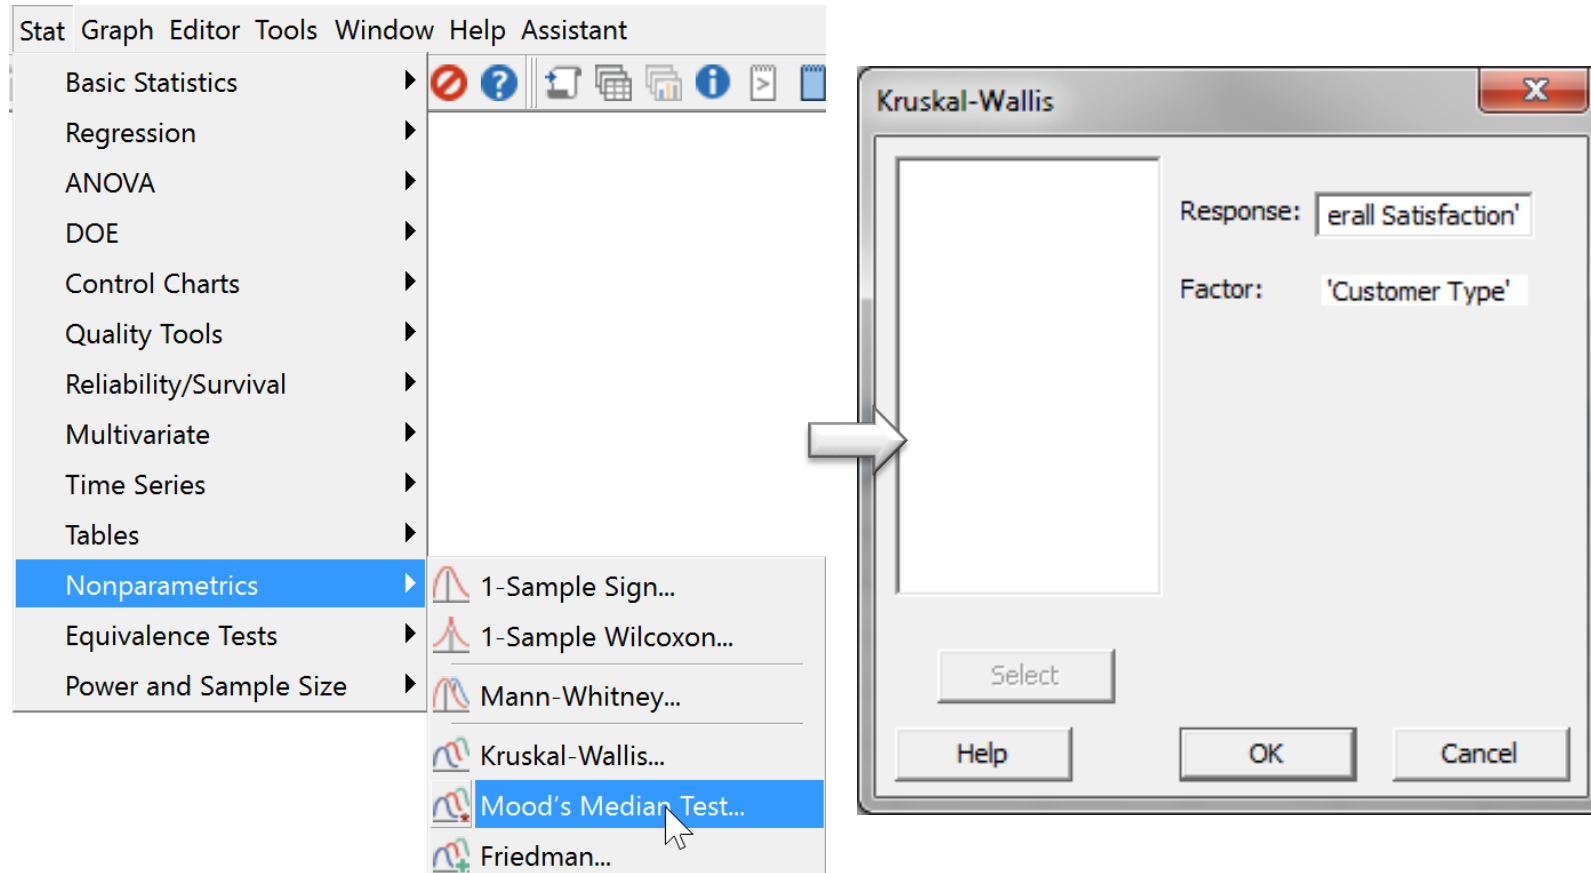 Stat Graph Editor Tools Window Help Assistant
Basic Statistics
Regression
ANOVA
DOE
Control Charts
Quality Tools
Reliability/Survival
Multivariate
Time Series
Tables
Nonparametrics
Equivalence Tests
Power and Sample Size
1-Sample Sign...
1-Sample Wilcoxon...
Mann-Whitney...
Kruskal-Wallis...
Mood's Median Test...
Friedman...
Kruskal-Wallis
Response: erall Satisfaction'
Factor: 'Customer Type'
Select
Help OK Cancel